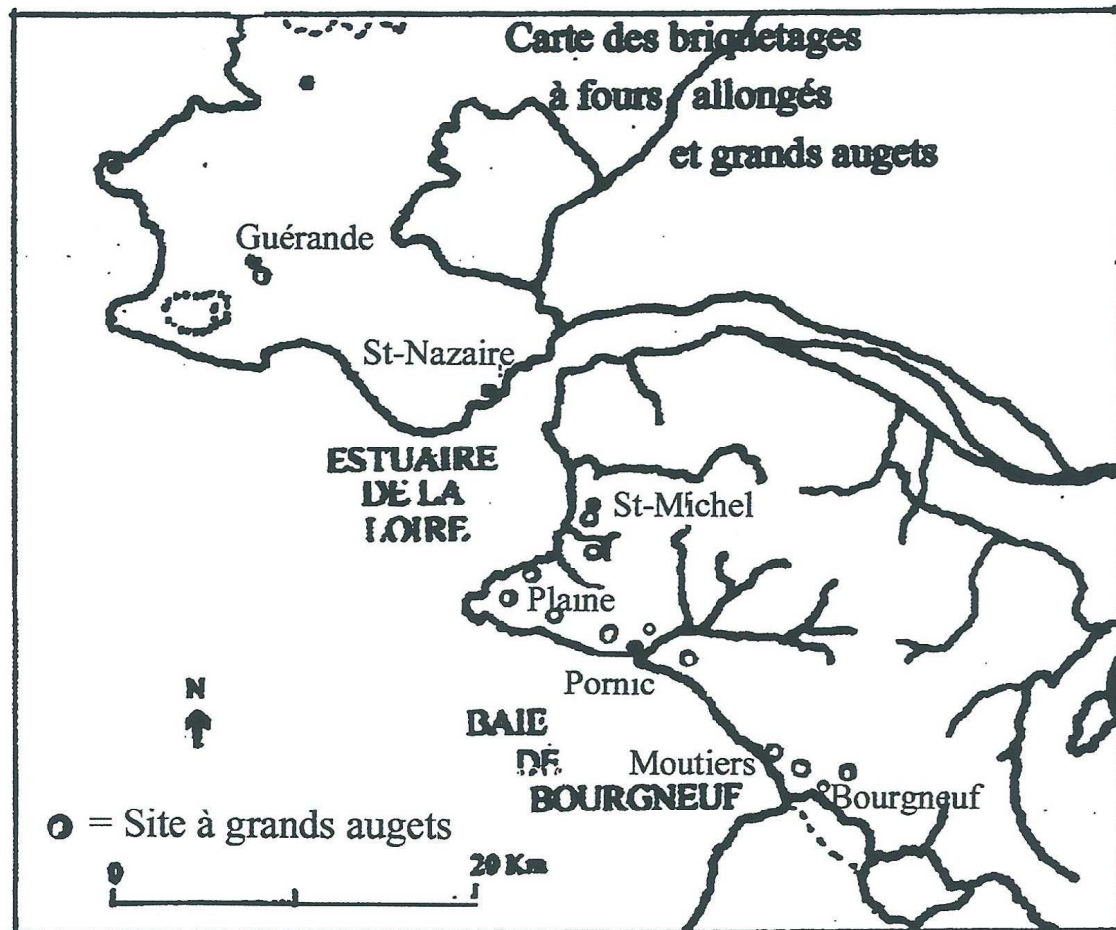 Carte des briquetages
à fours allongés
et grands augets
Guérande
St-Nazaire
ESTUAIRE
DE LA
LOIRE
St-Michel
Plaine
Pornic
N
BAIE
DE
BOURGNEUF
Moutiers
Bourgneuf
= Site à grands augets
0
20 Km